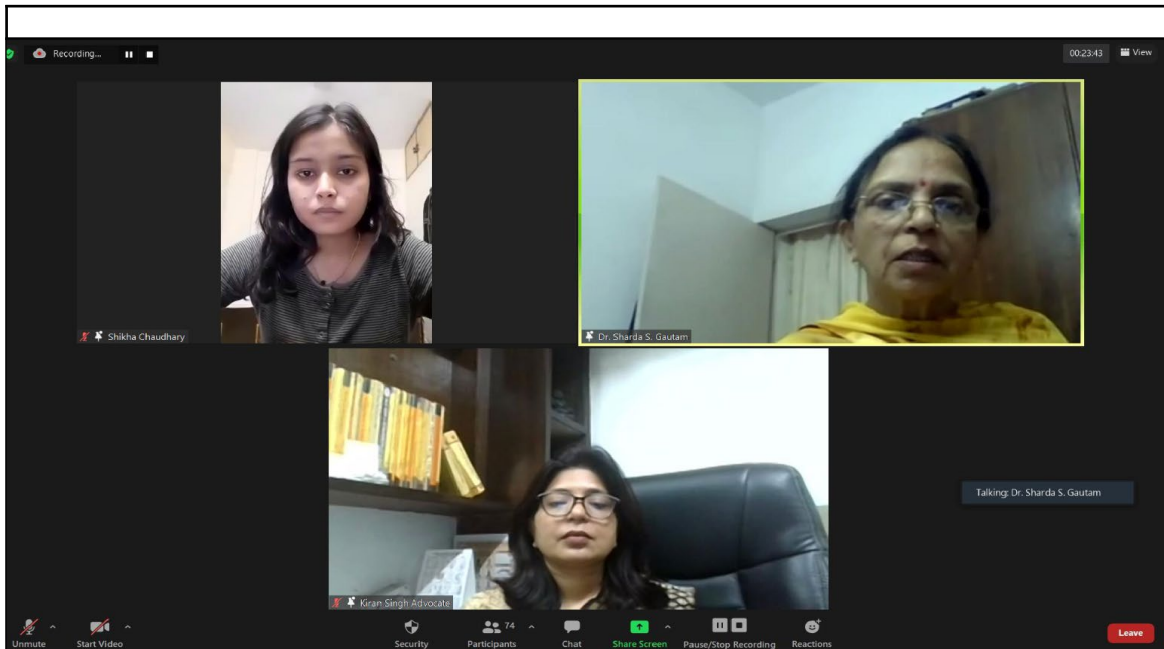 Recording...
00:23:43
View
Shikha Chaudhary
Dr. Sharda S. Gautam
Talking: Dr. Sharda S. Gautam
Kiran Singh Advocate
Unmute
Start Video
Security
74
Participants
Chat
Share Screen
Pause/Stop Recording
Reactions
Leave